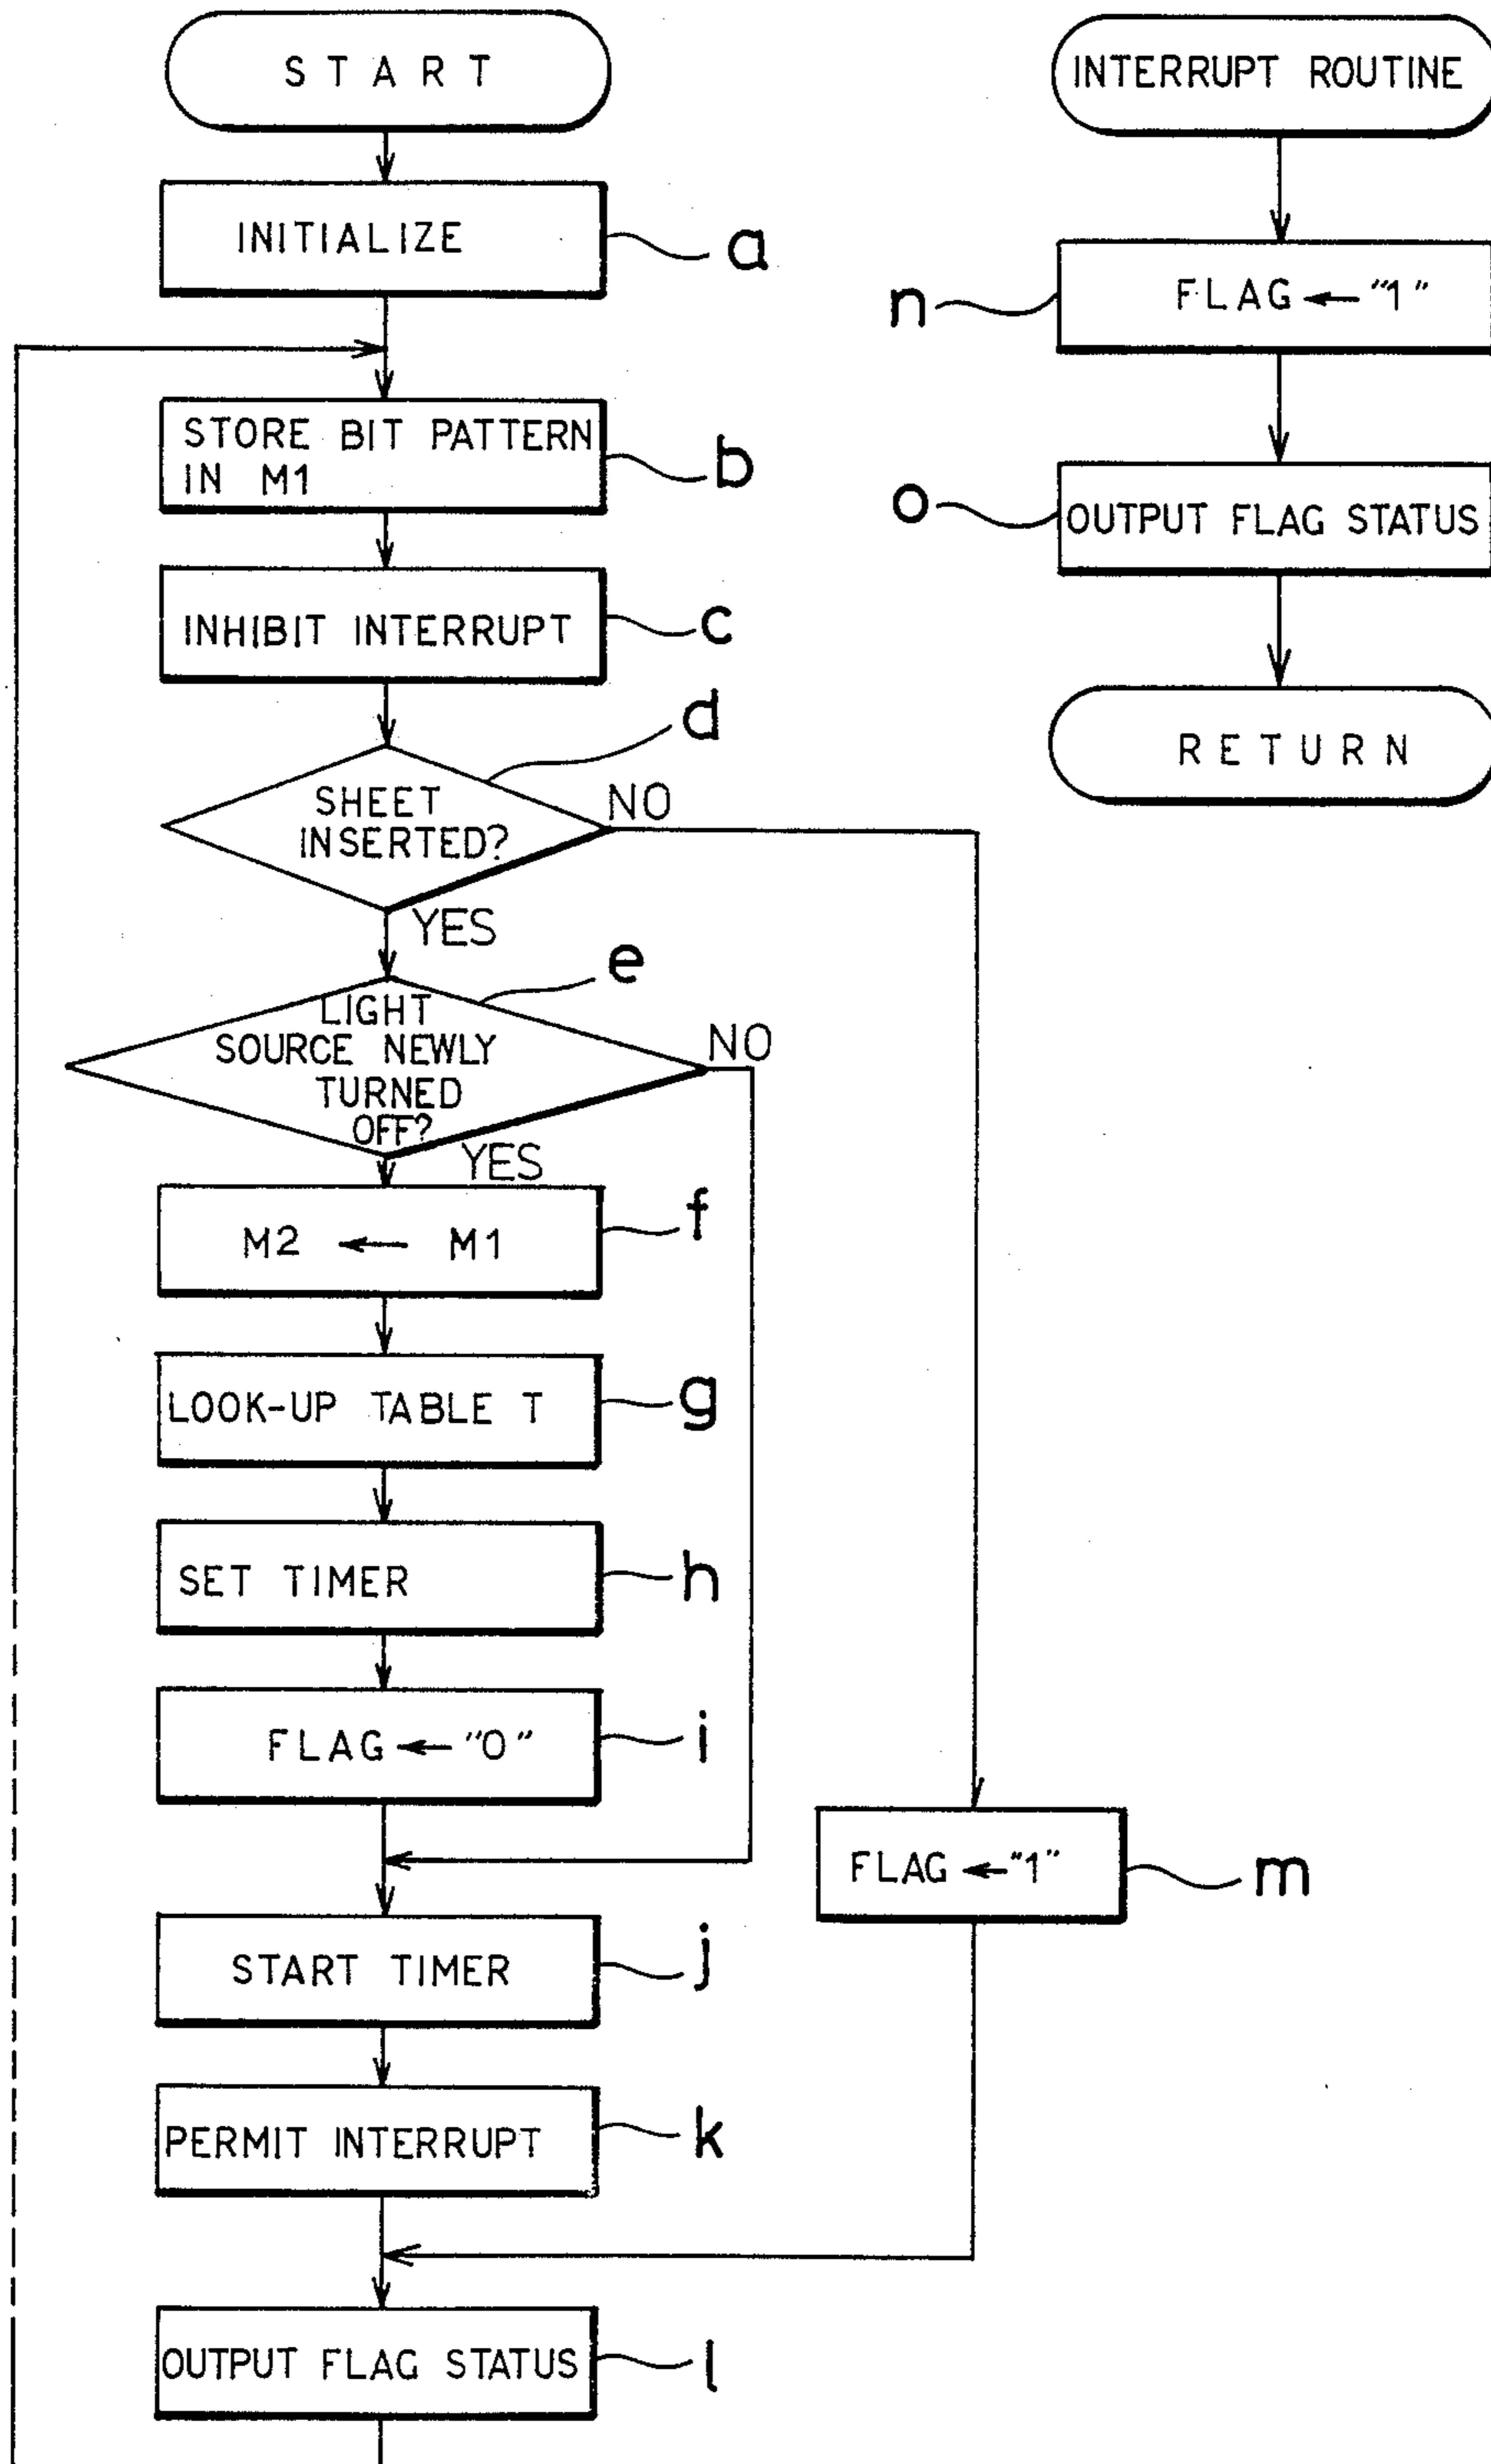 START
INITIALIZE
a
STORE BIT PATTERN
IN M1
b
INHIBIT INTERRUPT
c
d
SHEET
INSERTED?
NO
YES
e
LIGHT
SOURCE NEWLY
TURNED
OFF?
NO
YES
M2 ← M1
f
LOOK-UP TABLE T
g
SET TIMER
h
FLAG ← "0"
i
START TIMER
j
PERMIT INTERRUPT
k
OUTPUT FLAG STATUS
l
FLAG ← "1"
m
INTERRUPT ROUTINE
n
FLAG ← "1"
o
OUTPUT FLAG STATUS
RETURN